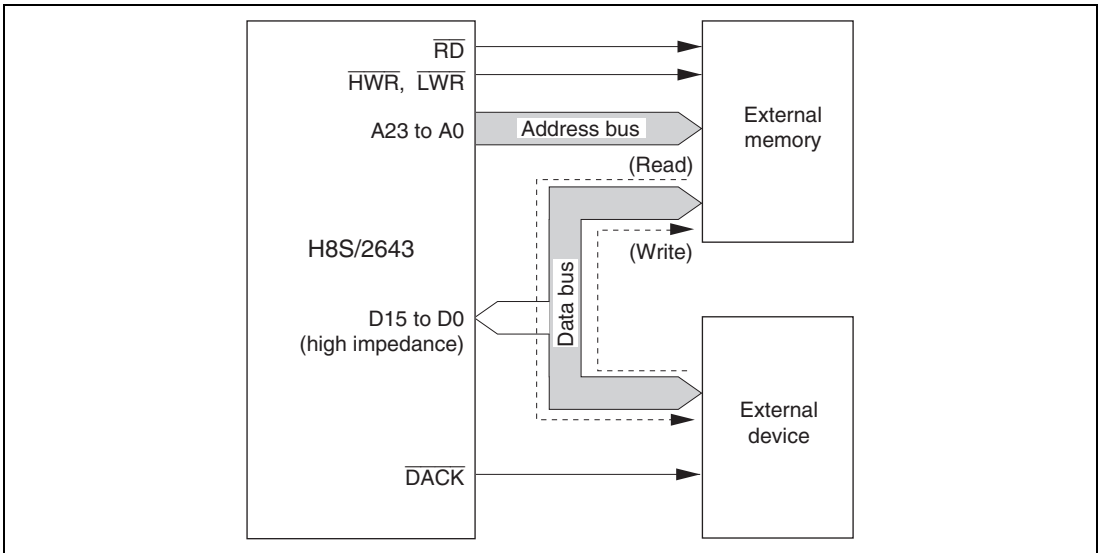 RD
HWR, LWR
A23 to A0
Address bus
External
memory
(Read)
H8S/2643
(Write)
Data bus
D15 to D0
(high impedance)
External
device
DACK